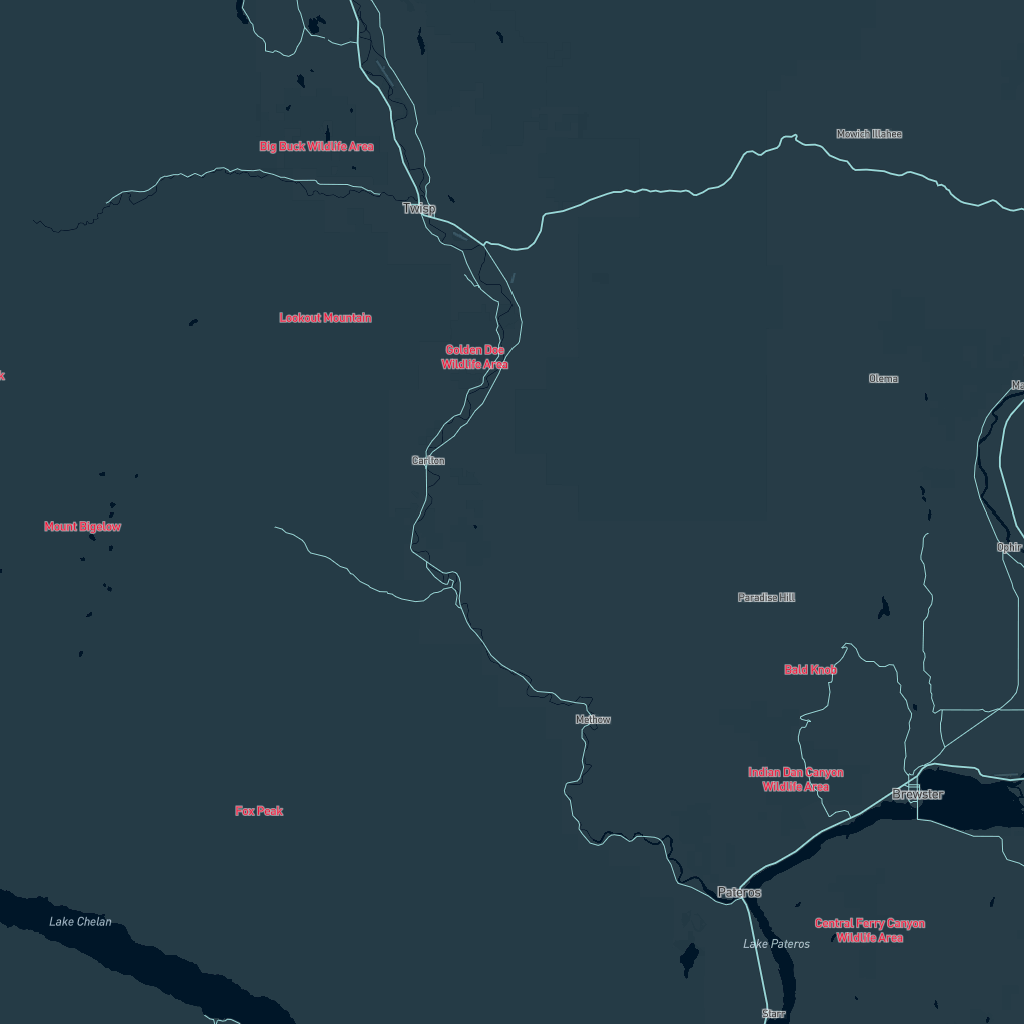 Mowich Illahee
Big Buck Wildlife Area
Twisp
Lookout Mountain
Golden Doe
Wildlife Area
Olema
Carlton
Mount Bigelow
Ophir
Paradise Hill
Bald Knob
Methow
Indian Dan Canyon
Wildlife Area
Brewster
Fox Peak
Pateros
Lake Chelan
Central Ferry Canyon
Wildlife Area
Lake Pateros
Starr